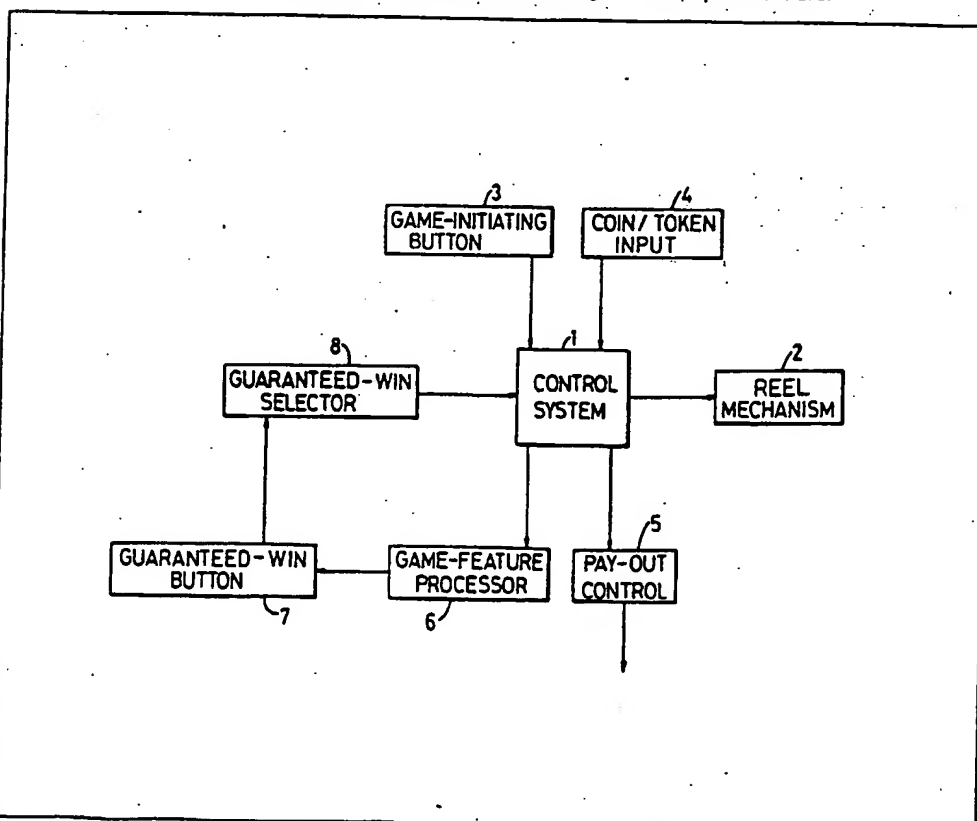 3
GAME-INITIATING
BUTTON
4
COIN/TOKEN
INPUT
1
CONTROL
SYSTEM
2
REEL
MECHANISM
8
GUARANTEED-WIN
SELECTOR
GUARANTEED-WIN
BUTTON
7
GAME-FEATURE
PROCESSOR
6
5
PAY-OUT
CONTROL